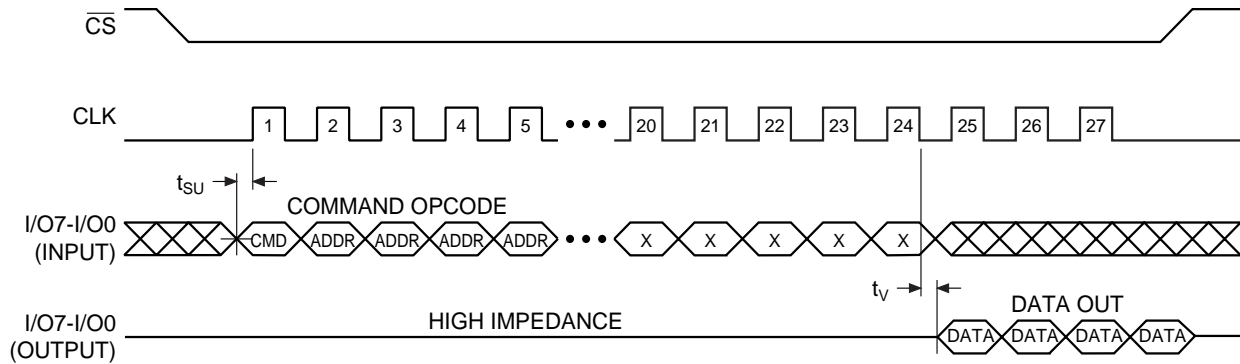 CS
CLK
1 2 3 4 5 ••• 20 21 22 23 24 25 26 27
tSU
COMMAND OPCODE
I/O7-I/O0
(INPUT)
CMD ADDR ADDR ADDR ADDR ••• X X X X X
tV
I/O7-I/O0
(OUTPUT)
HIGH IMPEDANCE
DATA OUT
DATA DATA DATA DATA